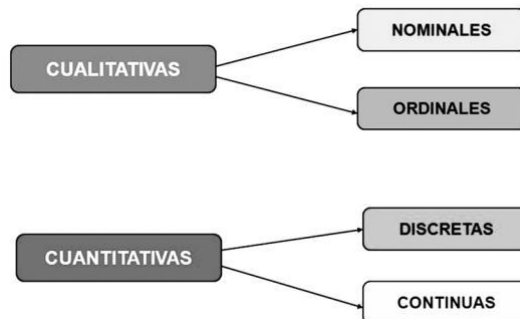 CUALITATIVAS
NOMINALES
ORDINALES
CUANTITATIVAS
DISCRETAS
CONTINUAS